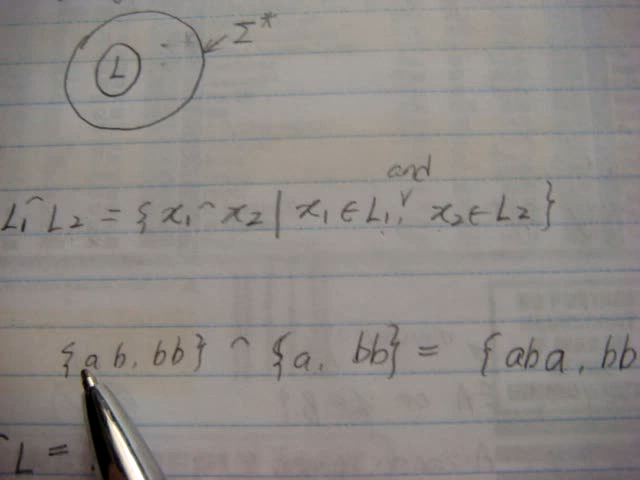 L Σ*
and
L₁⌢L₂ = {x₁⌢x₂ | x₁ ∈ L₁, x₂ ∈ L₂}
{ab, bb} ⌢ {a, bb} = {aba, bb
⌢L =